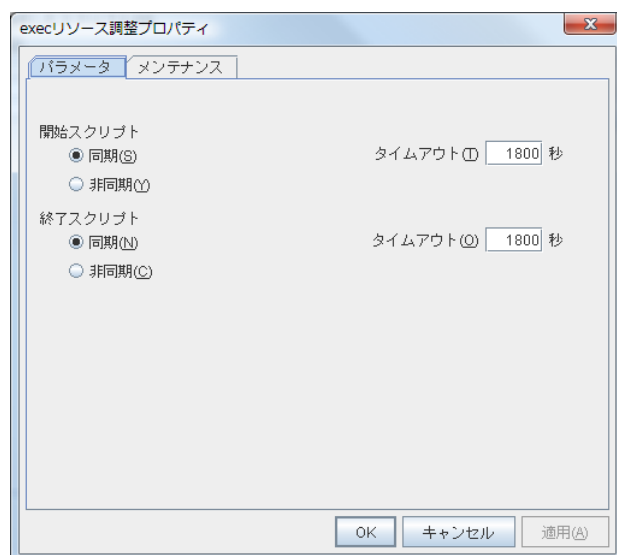 execリソース調整プロパティ
パラメータ メンテナンス
開始スクリプト
同期(S) タイムアウト(T) 1800 秒
非同期(Y)
終了スクリプト
同期(N) タイムアウト(O) 1800 秒
非同期(C)
OK キャンセル 適用(A)